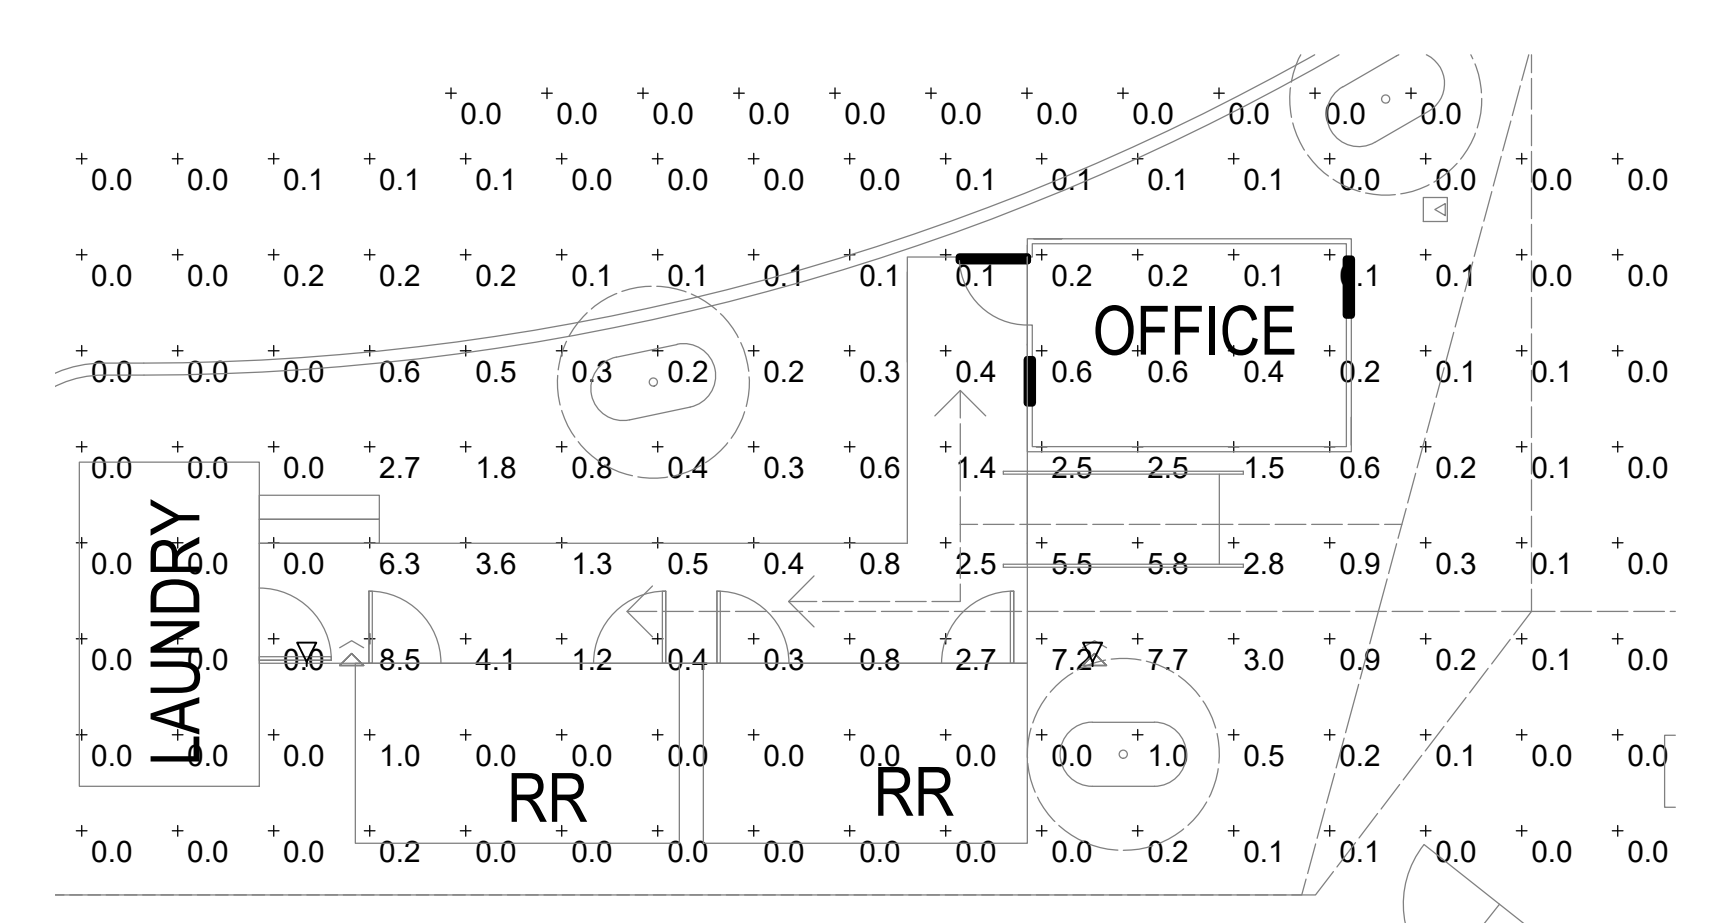 0.0 0.0 0.0 0.0 0.0 0.0 0.0 0.0 0.0 0.0 0.0
0.0 0.0 0.1 0.1 0.1 0.0 0.0 0.0 0.0 0.1 0.1 0.1 0.1 0.0 0.0 0.0 0.0
0.0 0.0 0.2 0.2 0.2 0.1 0.1 0.1 0.1 0.1 0.2 0.2 0.1 0.1 0.1 0.0 0.0
OFFICE
0.0 0.0 0.0 0.6 0.5 0.3 0.2 0.2 0.3 0.4 0.6 0.6 0.4 0.2 0.1 0.1 0.0
0.0 0.0 0.0 2.7 1.8 0.8 0.4 0.3 0.6 1.4 2.5 2.5 1.5 0.6 0.2 0.1 0.0
LAUNDRY
0.0 0.0 0.0 6.3 3.6 1.3 0.5 0.4 0.8 2.5 5.5 5.8 2.8 0.9 0.3 0.1 0.0
0.0 0.0 0.0 8.5 4.1 1.2 0.4 0.3 0.8 2.7 7.2 7.7 3.0 0.9 0.2 0.1 0.0
0.0 0.0 0.0 1.0 0.0 0.0 0.0 0.0 0.0 0.0 0.0 1.0 0.5 0.2 0.1 0.0 0.0
RR RR
0.0 0.0 0.0 0.2 0.0 0.0 0.0 0.0 0.0 0.0 0.0 0.2 0.1 0.1 0.0 0.0 0.0